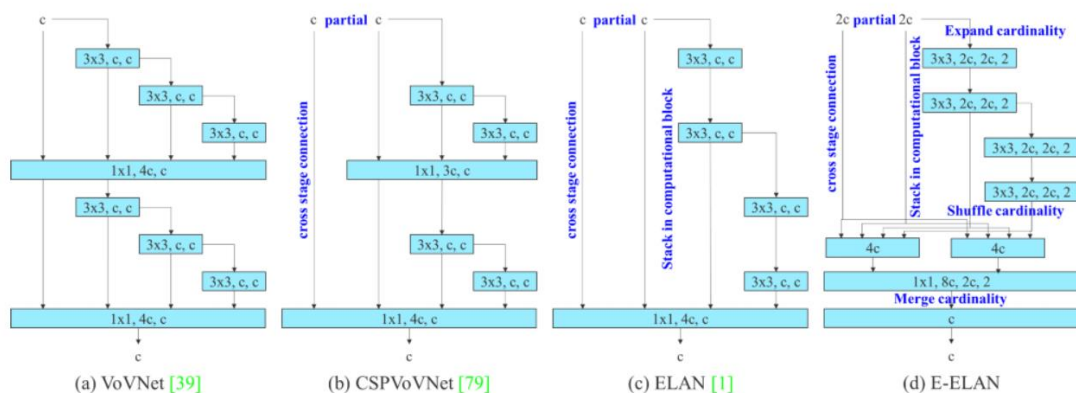 c
3x3, c, c
3x3, c, c
3x3, c, c
1x1, 4c, c
3x3, c, c
3x3, c, c
3x3, c, c
1x1, 4c, c
c
(a) VoVNet [39]
c partial c
cross stage connection
3x3, c, c
3x3, c, c
1x1, 3c, c
3x3, c, c
3x3, c, c
1x1, 4c, c
c
(b) CSPVoVNet [79]
c partial c
cross stage connection
Stack in computational block
3x3, c, c
3x3, c, c
3x3, c, c
3x3, c, c
1x1, 4c, c
c
(c) ELAN [1]
2c partial 2c
Expand cardinality
cross stage connection
Stack in computational block
3x3, 2c, 2c, 2
3x3, 2c, 2c, 2
3x3, 2c, 2c, 2
3x3, 2c, 2c, 2
Shuffle cardinality
4c
4c
1x1, 8c, 2c, 2
Merge cardinality
c
c
(d) E-ELAN